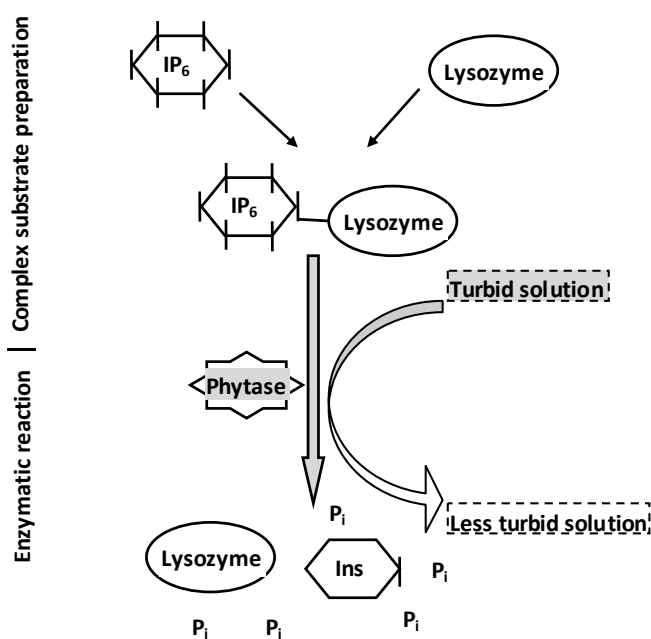 Complex substrate preparation
Enzymatic reaction
IP₆
Lysozyme
IP₆
Lysozyme
Turbid solution
Phytase
Less turbid solution
Pᵢ
Lysozyme
Ins
Pᵢ
Pᵢ
Pᵢ
Pᵢ